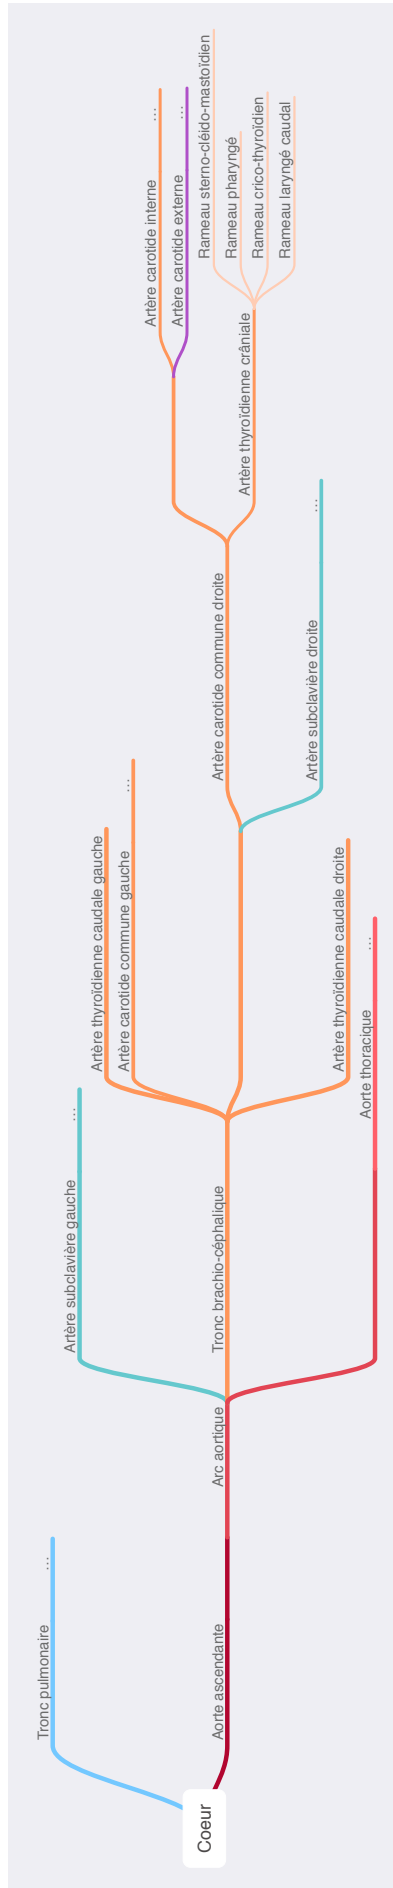 Coeur
Tronc pulmonaire
...
Aorte ascendante
Arc aortique
Artère subclavière gauche
...
Tronc brachio-céphalique
Artère thyroïdienne caudale gauche
Artère carotide commune gauche
...
Artère carotide commune droite
Artère carotide interne
...
Artère carotide externe
...
Artère thyroïdienne crâniale
Rameau sterno-cléido-mastoïdien
Rameau pharyngé
Rameau crico-thyroïdien
Rameau laryngé caudal
Artère subclavière droite
...
Artère thyroïdienne caudale droite
Aorte thoracique
...